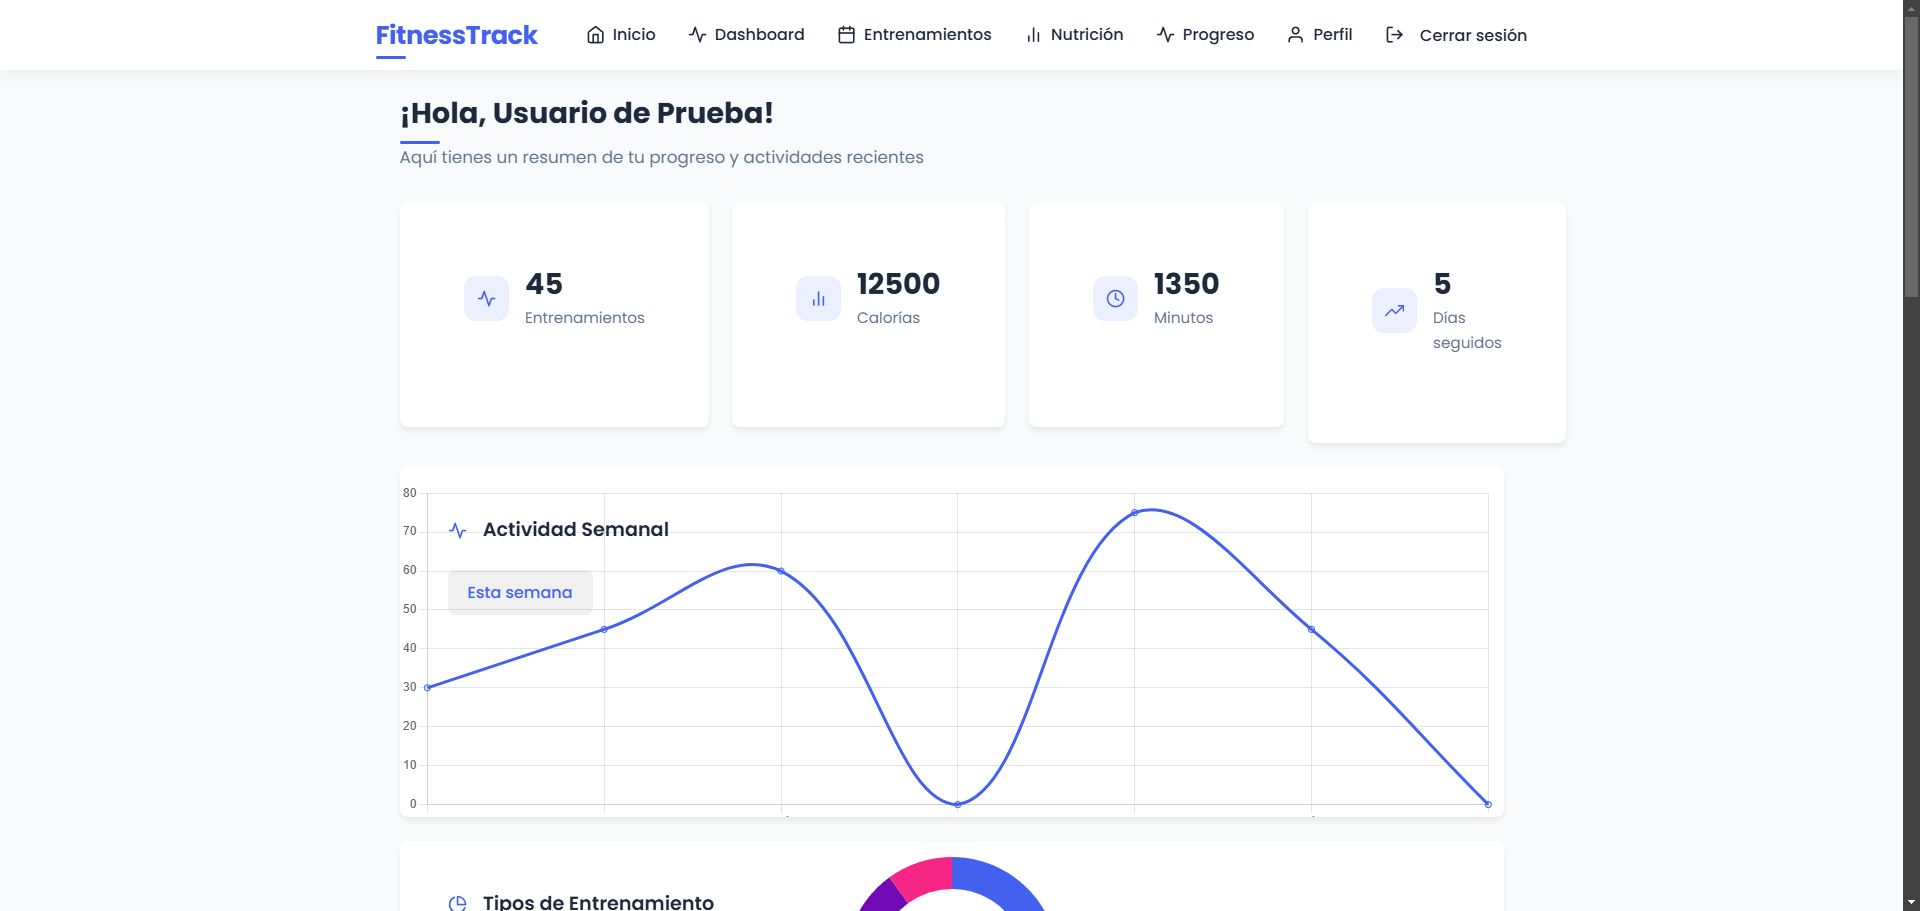 FitnessTrack
Inicio
Dashboard
Entrenamientos
Nutrición
Progreso
Perfil
Cerrar sesión
¡Hola, Usuario de Prueba!
Aquí tienes un resumen de tu progreso y actividades recientes
45
Entrenamientos
12500
Calorías
1350
Minutos
5
Días
seguidos
80
70
60
50
40
30
20
10
0
Actividad Semanal
Esta semana
Tipos de Entrenamiento